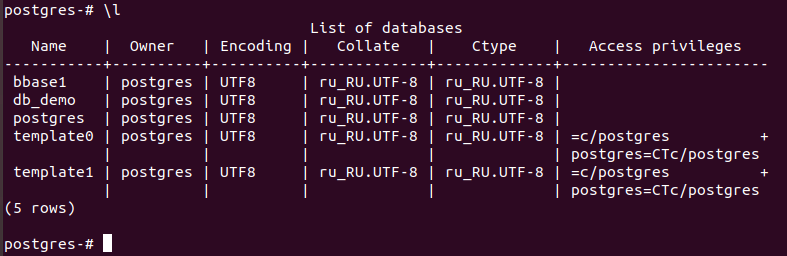 postgres-# \l
                                  List of databases
   Name    |  Owner   | Encoding |   Collate   |    Ctype    |   Access privileges
-----------+----------+----------+-------------+-------------+-----------------------
 bbase1    | postgres | UTF8     | ru_RU.UTF-8 | ru_RU.UTF-8 |
 db_demo   | postgres | UTF8     | ru_RU.UTF-8 | ru_RU.UTF-8 |
 postgres  | postgres | UTF8     | ru_RU.UTF-8 | ru_RU.UTF-8 |
 template0 | postgres | UTF8     | ru_RU.UTF-8 | ru_RU.UTF-8 | =c/postgres          +
           |          |          |             |             | postgres=CTc/postgres
 template1 | postgres | UTF8     | ru_RU.UTF-8 | ru_RU.UTF-8 | =c/postgres          +
           |          |          |             |             | postgres=CTc/postgres
(5 rows)

postgres-#